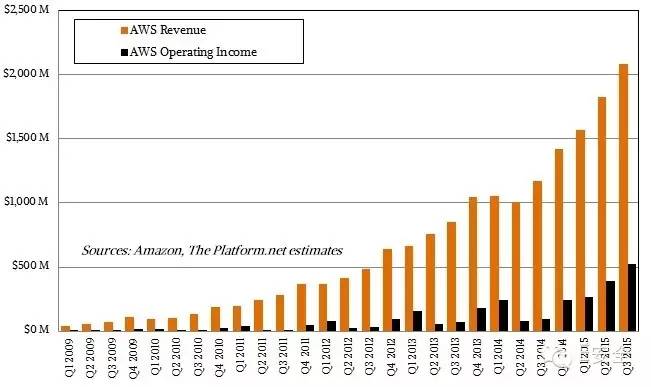 $2,500 M
AWS Revenue
AWS Operating Income
$2,000 M
$1,500 M
$1,000 M
Sources: Amazon, The Platform.net estimates
$500 M
$0 M
Q1 2009
Q2 2009
Q3 2009
Q4 2009
Q1 2010
Q2 2010
Q3 2010
Q4 2010
Q1 2011
Q2 2011
Q3 2011
Q4 2011
Q1 2012
Q2 2012
Q3 2012
Q4 2012
Q1 2013
Q2 2013
Q3 2013
Q4 2013
Q1 2014
Q2 2014
Q3 2014
2014
Q2 2015
Q3 2015